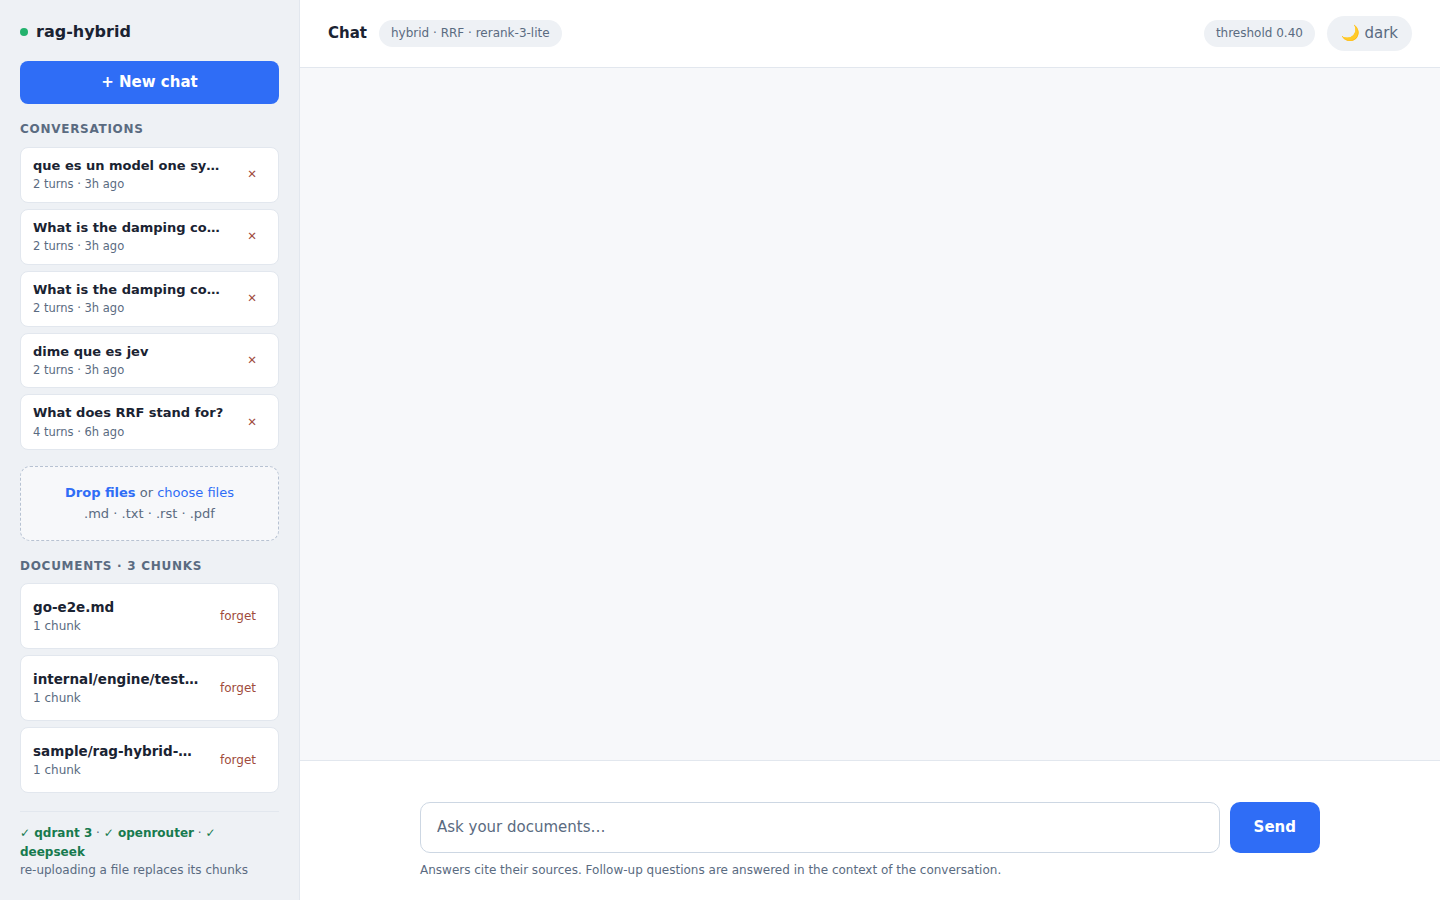 rag-hybrid
+ New chat
CONVERSATIONS
que es un model one sy…
2 turns · 3h ago
×
What is the damping co…
2 turns · 3h ago
×
What is the damping co…
2 turns · 3h ago
×
dime que es jev
2 turns · 3h ago
×
What does RRF stand for?
4 turns · 6h ago
×
Drop files or choose files
.md · .txt · .rst · .pdf
DOCUMENTS · 3 CHUNKS
go-e2e.md
1 chunk
forget
internal/engine/test…
1 chunk
forget
sample/rag-hybrid-…
1 chunk
forget
✓ qdrant 3 · ✓ openrouter · ✓
deepseek
re-uploading a file replaces its chunks
Chat
hybrid · RRF · rerank-3-lite
threshold 0.40
🌙 dark
Ask your documents…
Send
Answers cite their sources. Follow-up questions are answered in the context of the conversation.